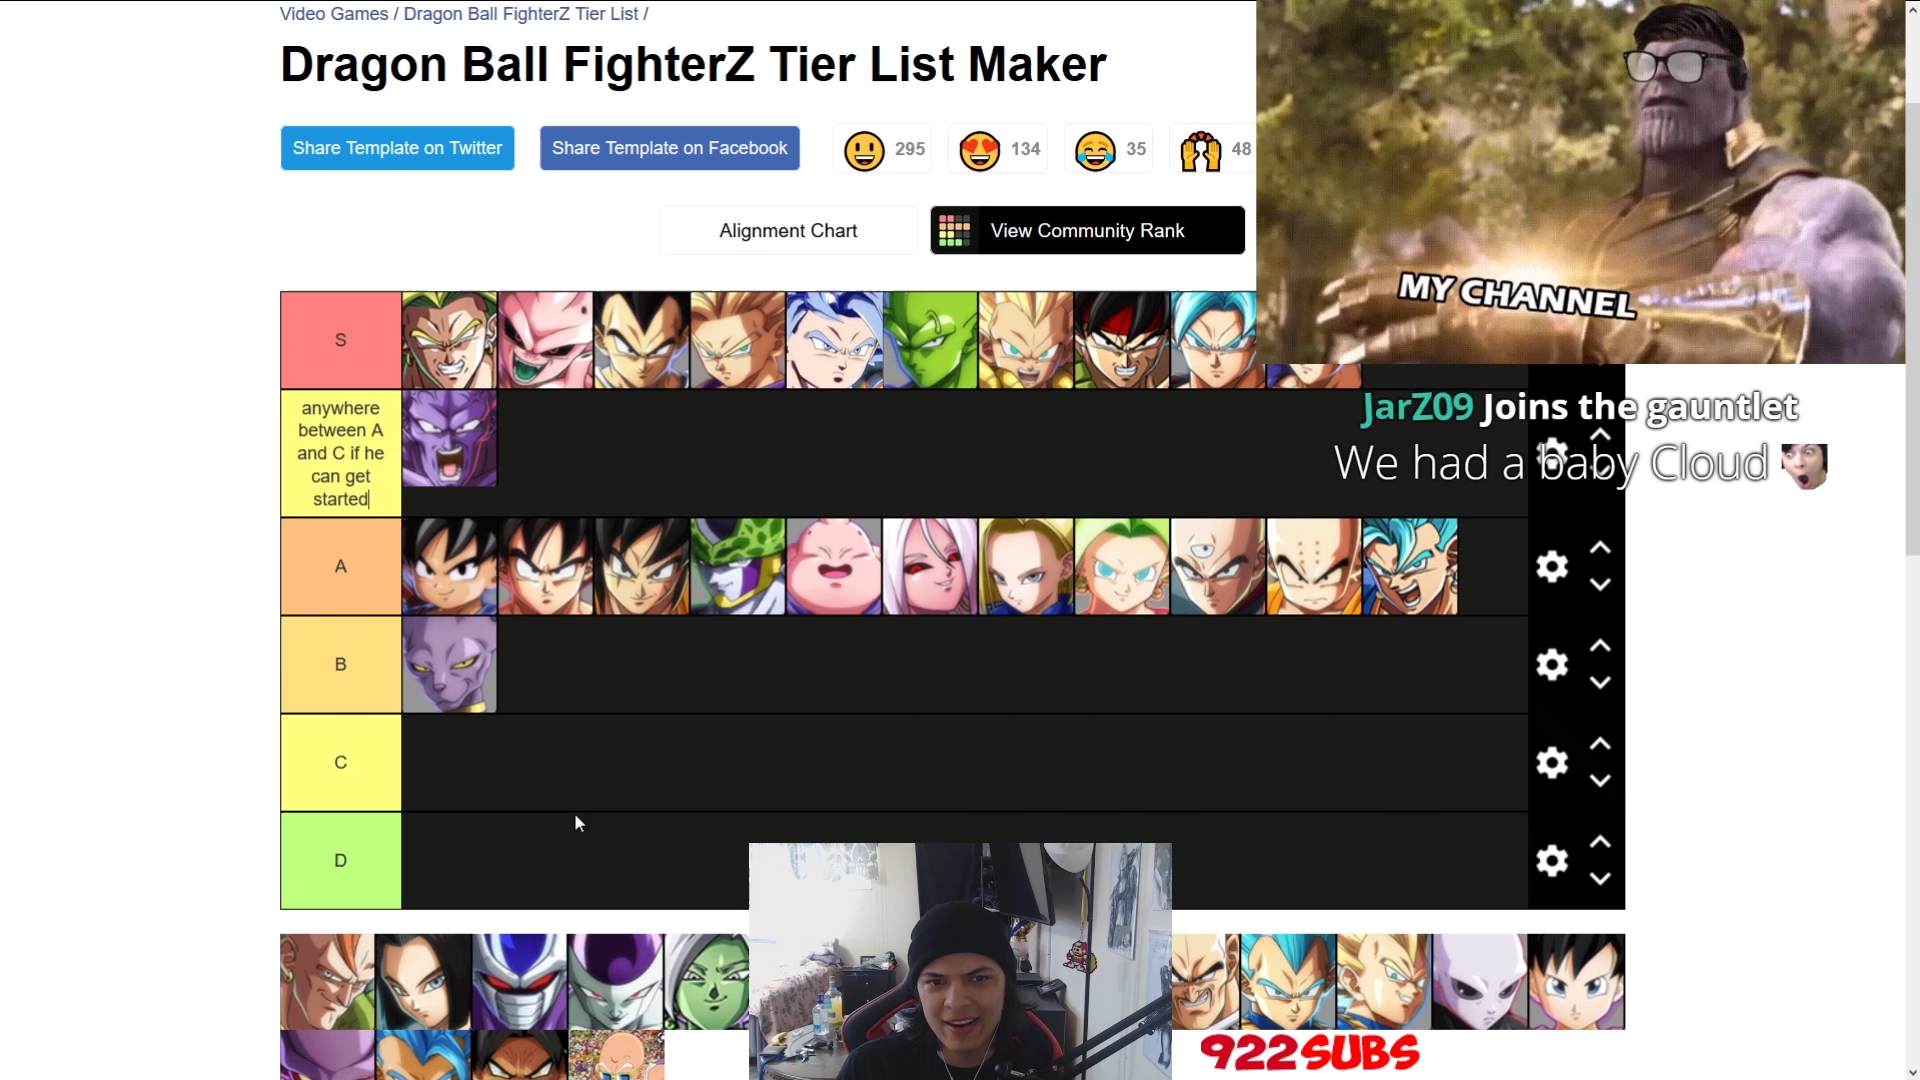 Video Games / Dragon Ball FighterZ Tier List /
Dragon Ball FighterZ Tier List Maker
Share Template on Twitter
Share Template on Facebook
295
134
35
48
Alignment Chart
View Community Rank
MY CHANNEL
S
JarZ09 Joins the gauntlet
We had a baby Cloud
anywhere
between A
and C if he
can get
started
A
B
C
D
922SUBS